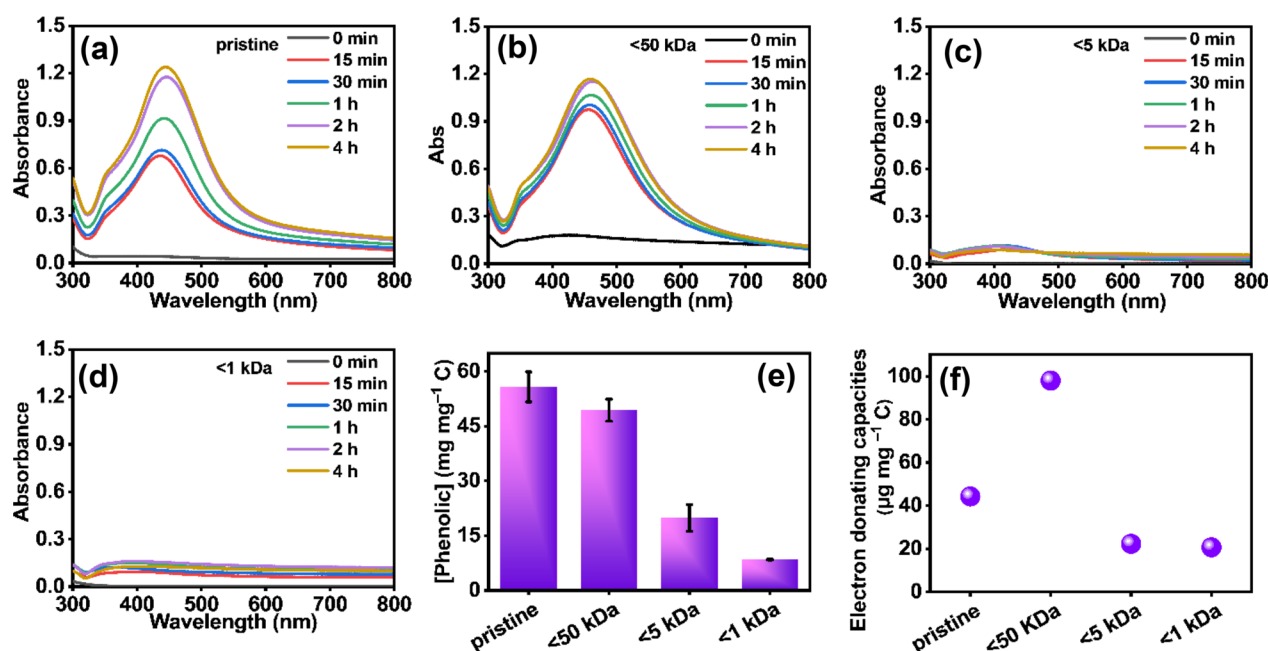 (a)
pristine
0 min
15 min
30 min
1 h
2 h
4 h
1.5
1.2
0.9
0.6
0.3
0.0
Absorbance
300 400 500 600 700 800
Wavelength (nm)
(b)
<50 kDa
0 min
15 min
30 min
1 h
2 h
4 h
1.5
1.2
0.9
0.6
0.3
0.0
Abs
300 400 500 600 700 800
Wavelength (nm)
(c)
<5 kDa
0 min
15 min
30 min
1 h
2 h
4 h
1.5
1.2
0.9
0.6
0.3
0.0
Absorbance
300 400 500 600 700 800
Wavelength (nm)
(d)
<1 kDa
0 min
15 min
30 min
1 h
2 h
4 h
1.5
1.2
0.9
0.6
0.3
0.0
Absorbance
300 400 500 600 700 800
Wavelength (nm)
(e)
60
45
30
15
0
[Phenolic] (mg mg⁻¹ C)
pristine <50 kDa <5 kDa <1 kDa
(f)
100
80
60
40
20
0
Electron donating capacities
(µg mg⁻¹ C)
pristine <50 KDa <5 kDa <1 kDa